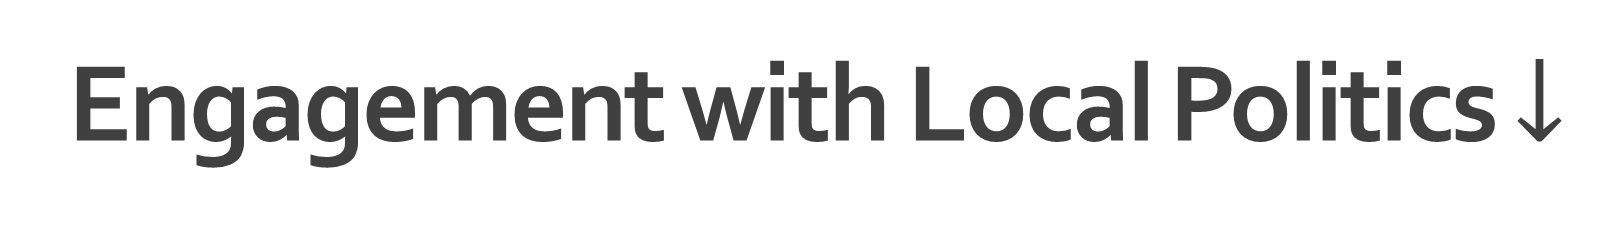 Engagement with Local Politics↓